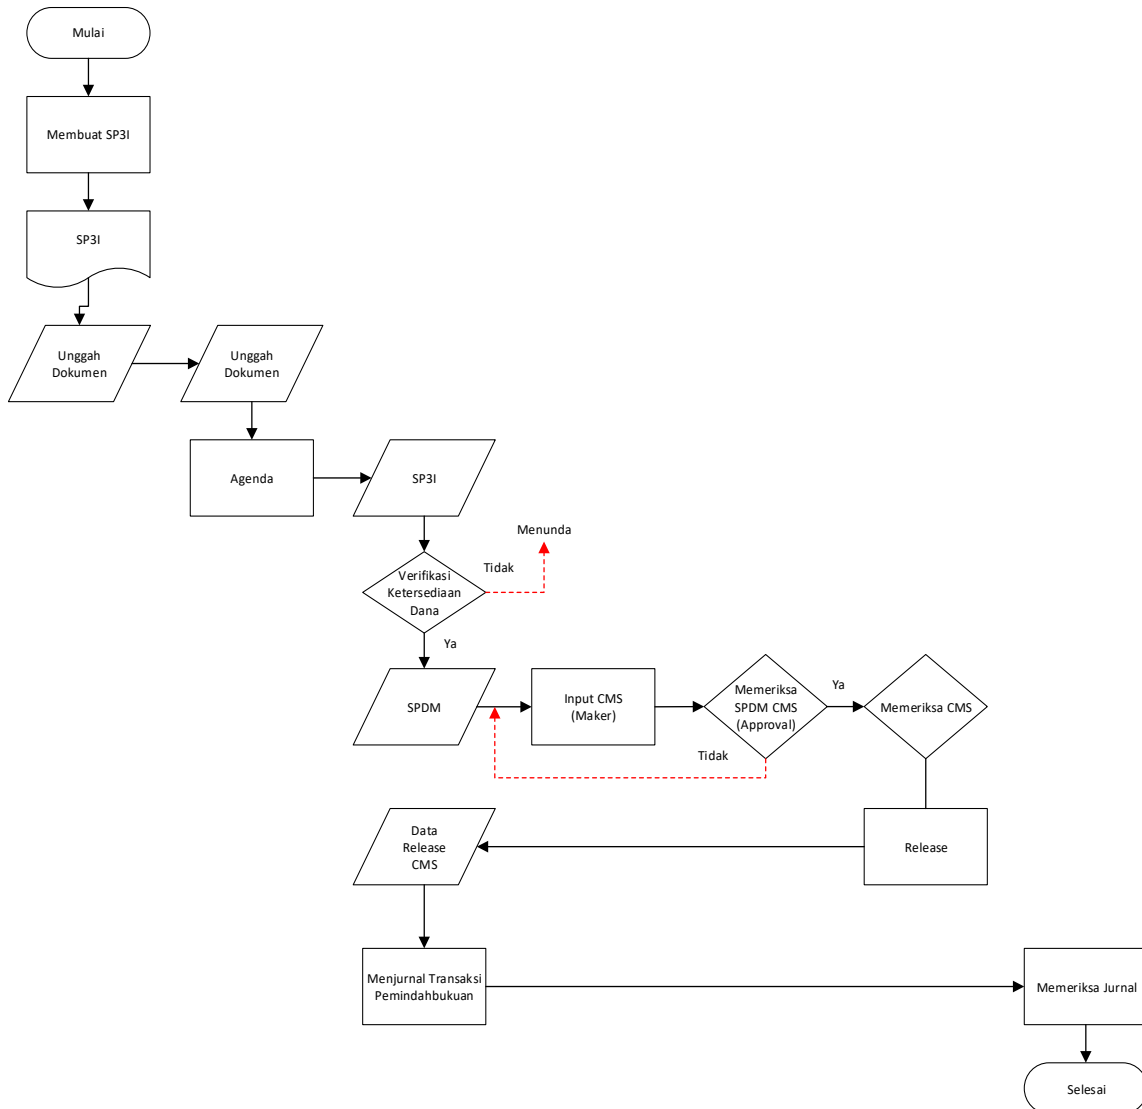 Mulai
Membuat SP3I
SP3I
Unggah
Dokumen
Unggah
Dokumen
Agenda
SP3I
Menunda
Tidak
Verifikasi
Ketersediaan
Dana
Ya
SPDM
Input CMS
(Maker)
Memeriksa
SPDM CMS
(Approval)
Ya
Memeriksa CMS
Tidak
Data
Release
CMS
Release
Menjurnal Transaksi
Pemindahbukuan
Memeriksa Jurnal
Selesai